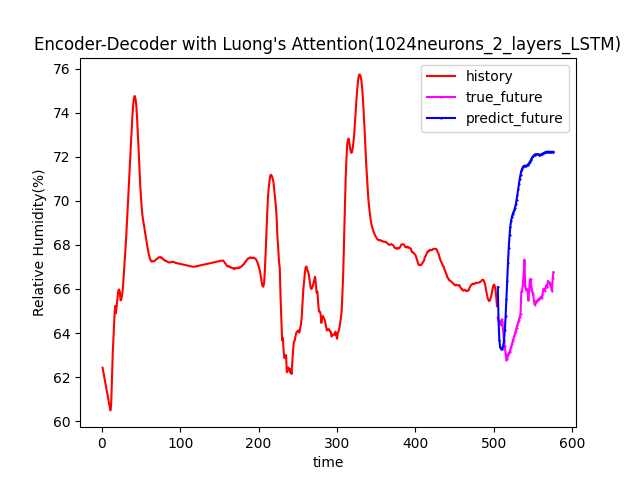 Encoder-Decoder with Luong's Attention(1024neurons_2_layers_LSTM)
history
true_future
predict_future
76
74
72
70
68
66
64
62
60
Relative Humidity(%)
0 100 200 300 400 500 600
time